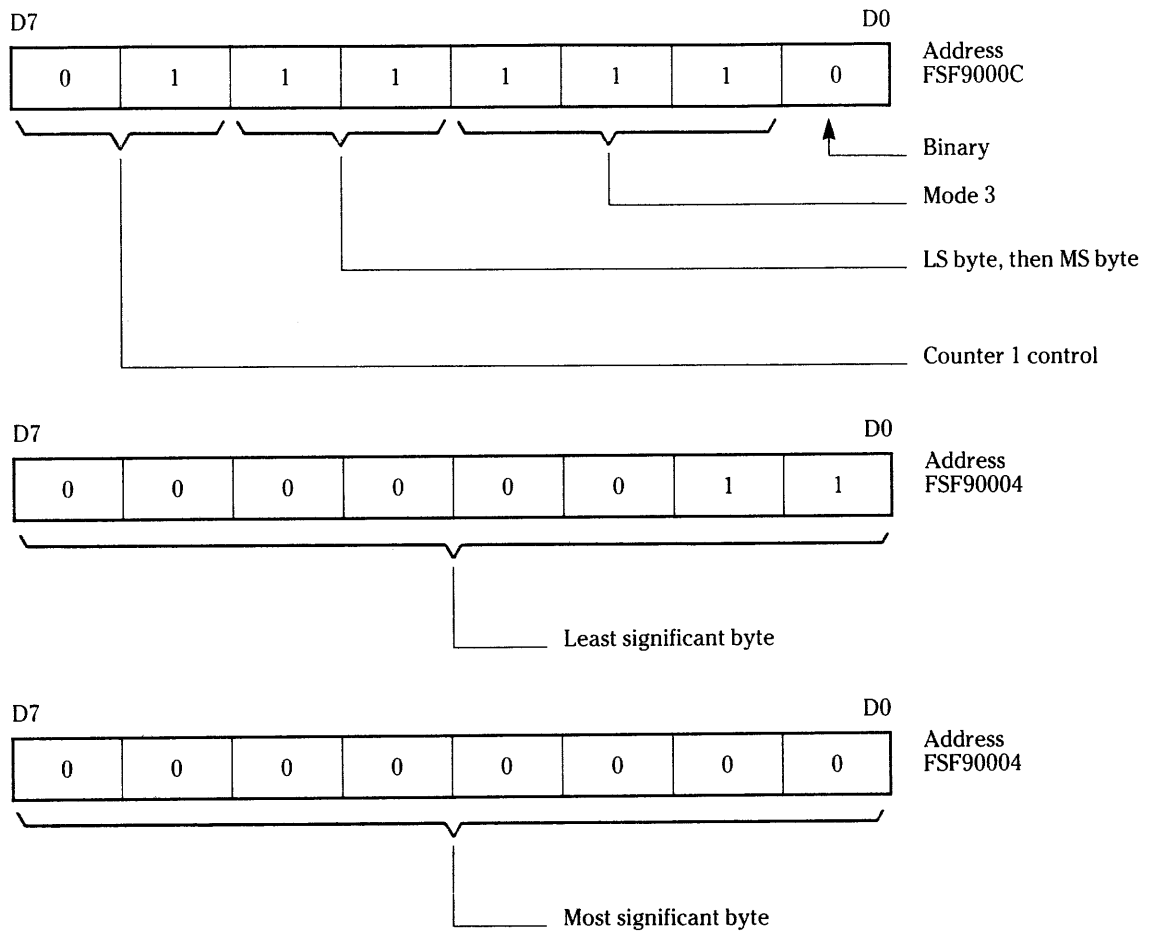 D7 D0
0 1 1 1 1 1 1 0
Address
FSF9000C
Binary
Mode 3
LS byte, then MS byte
Counter 1 control
D7 D0
0 0 0 0 0 0 1 1
Address
FSF90004
Least significant byte
D7 D0
0 0 0 0 0 0 0 0
Address
FSF90004
Most significant byte